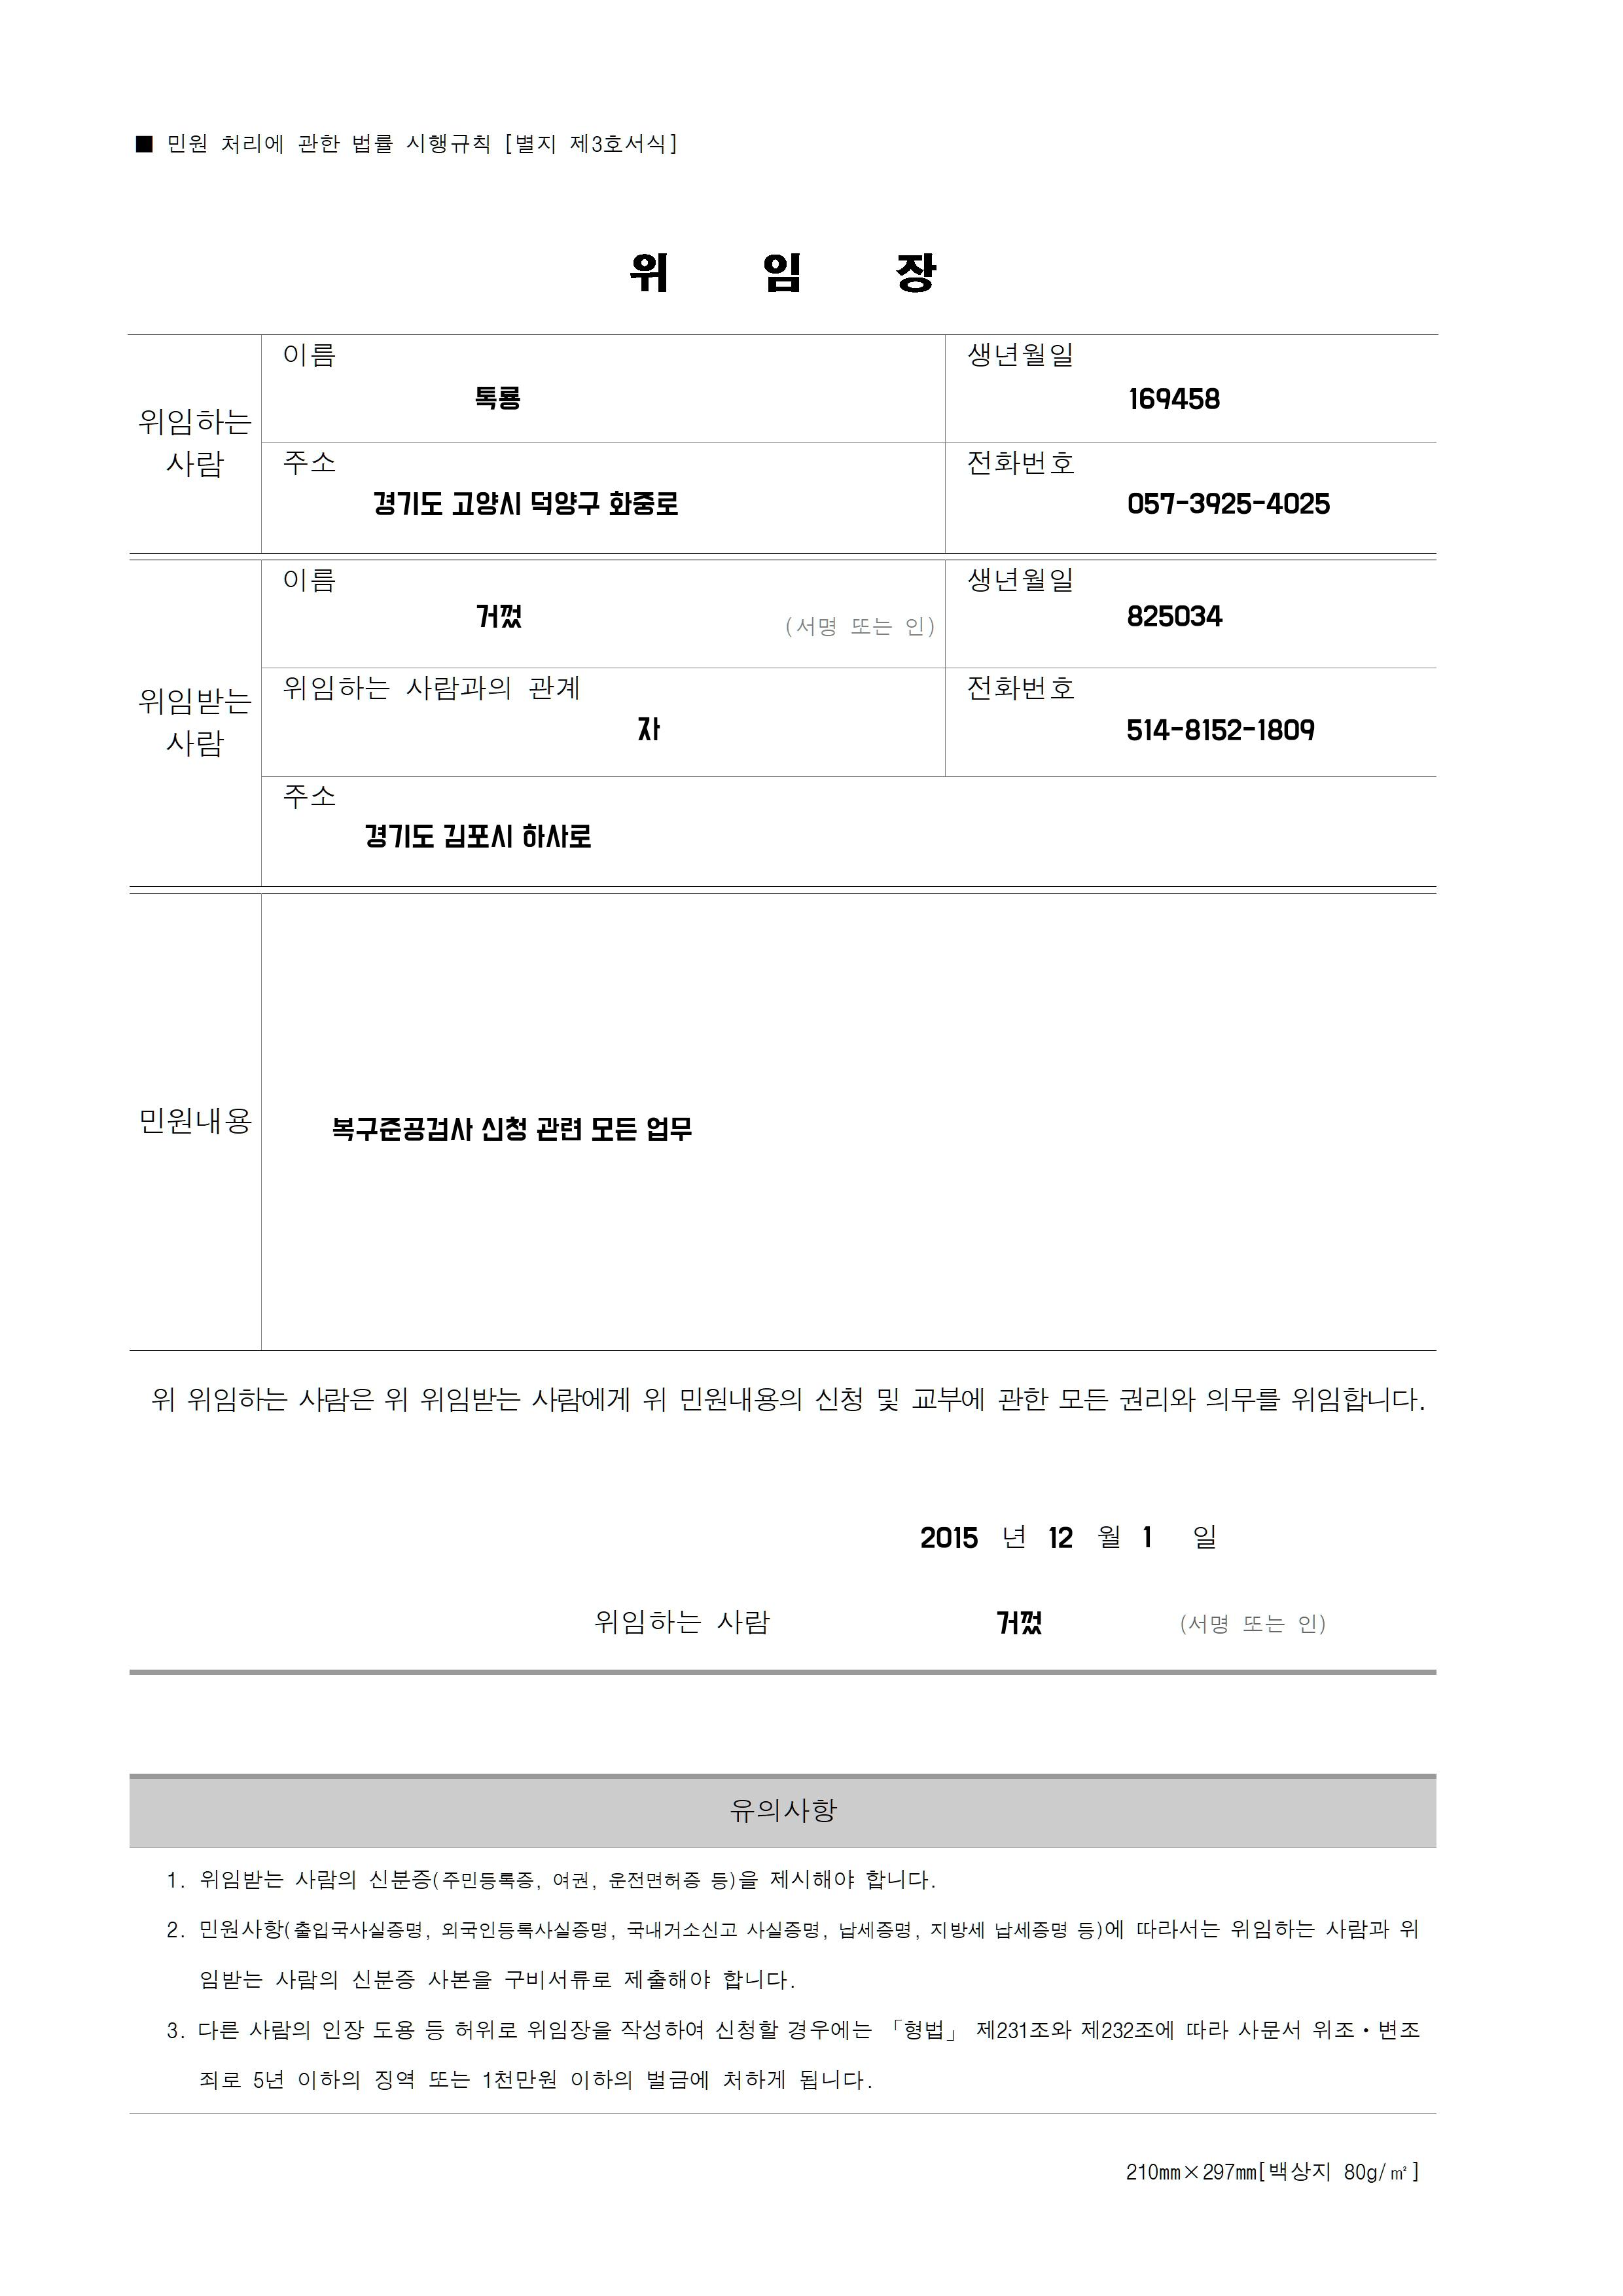 ■ 민원 처리에 관한 법률 시행규칙 [별지 제3호서식]
위 임 장
위임하는 사람
이름
톡룡
생년월일
169458
주소
경기도 고양시 덕양구 화중로
전화번호
057-3925-4025
위임받는 사람
이름
거껐
(서명 또는 인)
생년월일
825034
위임하는 사람과의 관계
자
전화번호
514-8152-1809
주소
경기도 김포시 하사로
민원내용
복구준공검사 신청 관련 모든 업무
위 위임하는 사람은 위 위임받는 사람에게 위 민원내용의 신청 및 교부에 관한 모든 권리와 의무를 위임합니다.
2015 년 12 월 1 일
위임하는 사람 거껐 (서명 또는 인)
유의사항
1. 위임받는 사람의 신분증(주민등록증, 여권, 운전면허증 등)을 제시해야 합니다.
2. 민원사항(출입국사실증명, 외국인등록사실증명, 국내거소신고 사실증명, 납세증명, 지방세 납세증명 등)에 따라서는 위임하는 사람과 위
임받는 사람의 신분증 사본을 구비서류로 제출해야 합니다.
3. 다른 사람의 인장 도용 등 허위로 위임장을 작성하여 신청할 경우에는 「형법」 제231조와 제232조에 따라 사문서 위조·변조
죄로 5년 이하의 징역 또는 1천만원 이하의 벌금에 처하게 됩니다.
210㎜×297㎜[백상지 80g/㎡]